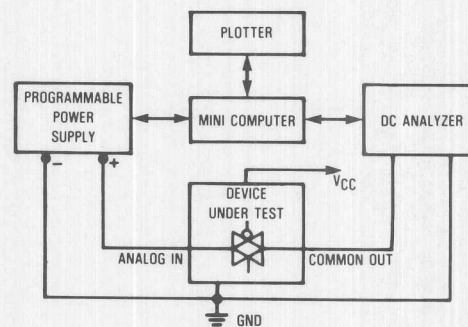 PLOTTER
PROGRAMMABLE
POWER
SUPPLY
MINI COMPUTER
DC ANALYZER
- +
DEVICE
UNDER TEST
VCC
ANALOG IN
COMMON OUT
GND